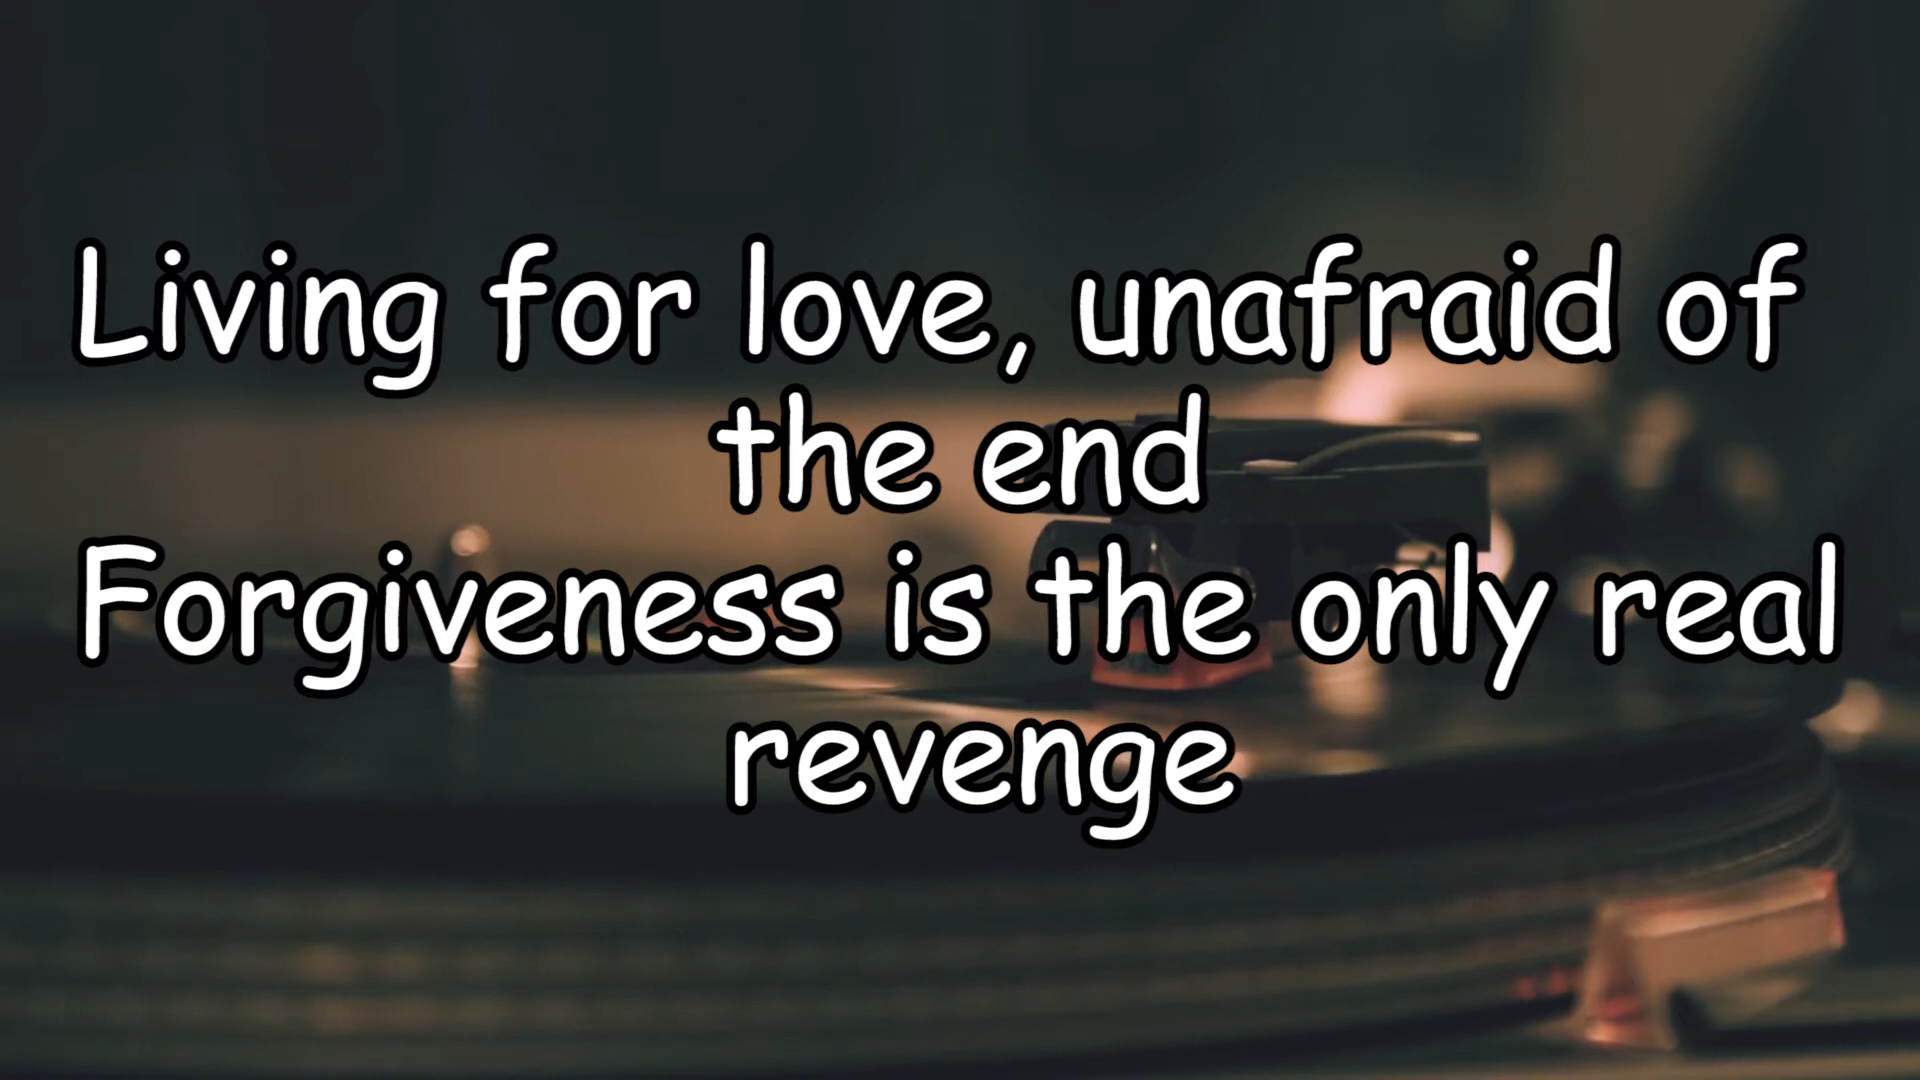 Living for love, unafraid of
the end
Forgiveness is the only real
revenge